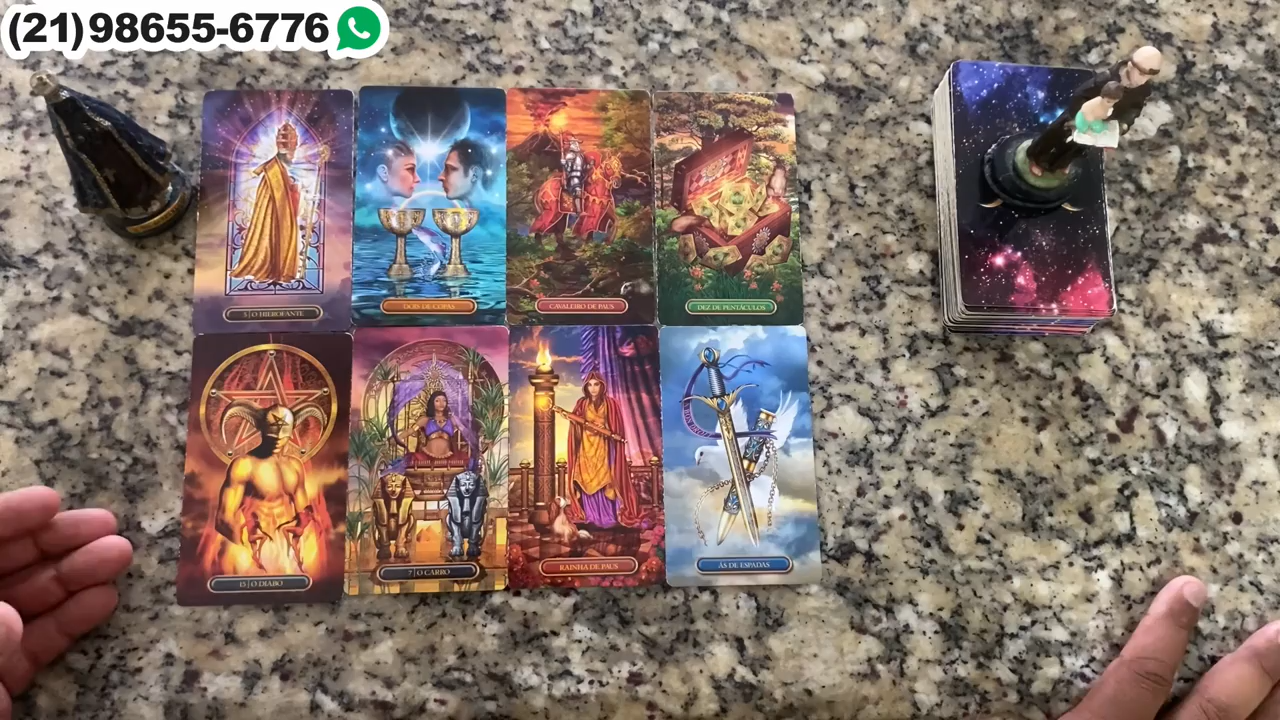 (21)98655-6776
5 | O HIEROFANTE
DOIS DE COPAS
CAVALEIRO DE PAUS
DEZ DE PENTÁCULOS
15 | O DIABO
7 | O CARRO
RAINHA DE PAUS
ÁS DE ESPADAS